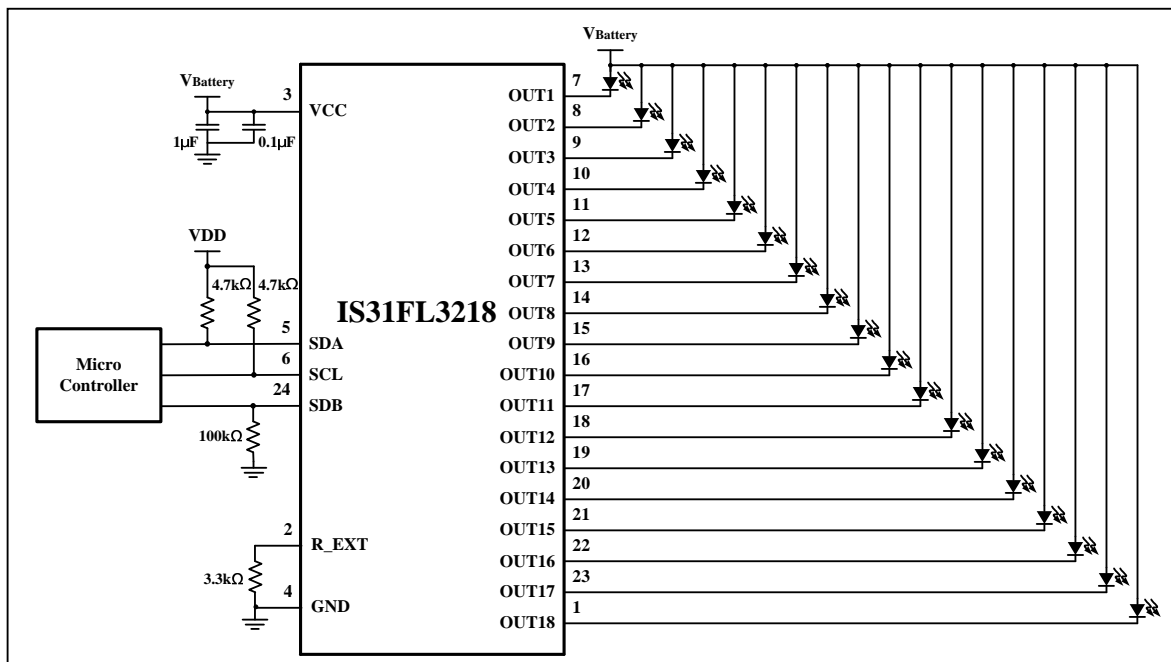 VBattery
VBattery
3
VCC
1µF
0.1µF
VDD
4.7kΩ
4.7kΩ
Micro
Controller
5
SDA
6
SCL
24
SDB
100kΩ
2
R_EXT
3.3kΩ
4
GND
IS31FL3218
7
OUT1
8
OUT2
9
OUT3
10
OUT4
11
OUT5
12
OUT6
13
OUT7
14
OUT8
15
OUT9
16
OUT10
17
OUT11
18
OUT12
19
OUT13
20
OUT14
21
OUT15
22
OUT16
23
OUT17
1
OUT18